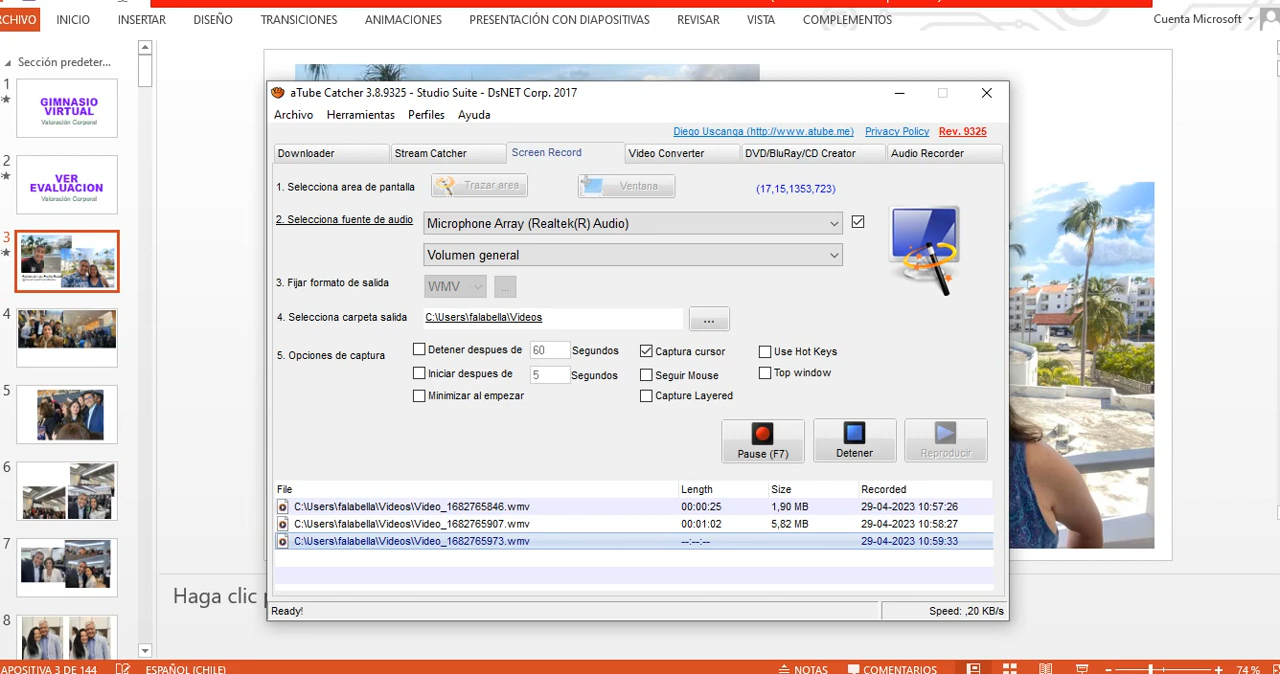 RCHIVO INICIO INSERTAR DISEÑO TRANSICIONES ANIMACIONES PRESENTACIÓN CON DIAPOSITIVAS REVISAR VISTA COMPLEMENTOS Cuenta Microsoft
Sección predeter...
1
GIMNASIO
VIRTUAL
Valoración Corporal
2
VER
EVALUACION
Valoración Corporal
3
4
5
6
7
8
aTube Catcher 3.8.9325 - Studio Suite - DsNET Corp. 2017
Archivo Herramientas Perfiles Ayuda
Diego Uscanga (http://www.atube.me) Privacy Policy Rev. 9325
Downloader Stream Catcher Screen Record Video Converter DVD/BluRay/CD Creator Audio Recorder
1. Selecciona area de pantalla Trazar area Ventana (17,15,1353,723)
2. Selecciona fuente de audio Microphone Array (Realtek(R) Audio)
Volumen general
3. Fijar formato de salida WMV ...
4. Selecciona carpeta salida C:\Users\falabella\Videos ...
5. Opciones de captura
Detener despues de 60 Segundos Captura cursor Use Hot Keys
Iniciar despues de 5 Segundos Seguir Mouse Top window
Minimizar al empezar Capture Layered
Pause (F7) Detener Reproducir
File Length Size Recorded
C:\Users\falabella\Videos\Video_1682765846.wmv 00:00:25 1,90 MB 29-04-2023 10:57:26
C:\Users\falabella\Videos\Video_1682765907.wmv 00:01:02 5,82 MB 29-04-2023 10:58:27
C:\Users\falabella\Videos\Video_1682765973.wmv --:--:-- 29-04-2023 10:59:33
Haga clic
Ready! Speed: ,20 KB/s
APOSITIVA 3 DE 144 ESPAÑOL (CHILE) NOTAS COMENTARIOS 74 %